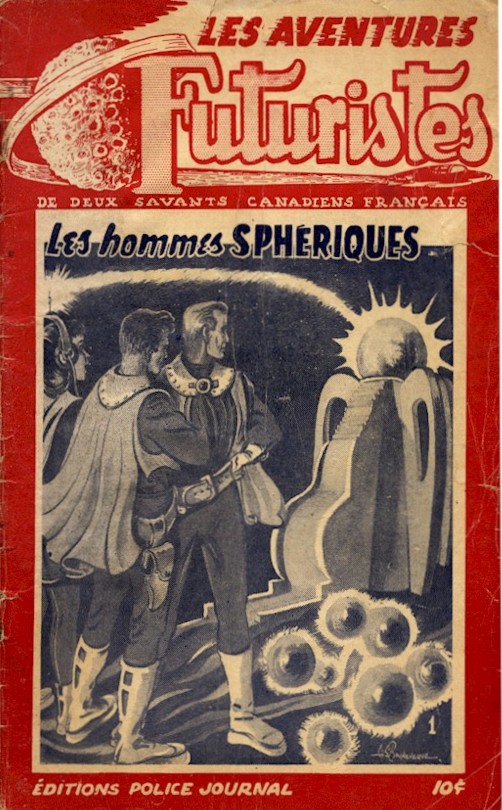 LES AVENTURES
Futuristes
DE DEUX SAVANTS CANADIENS FRANÇAIS
Les hommes SPHÉRIQUES
1
ÉDITIONS POLICE JOURNAL 10¢